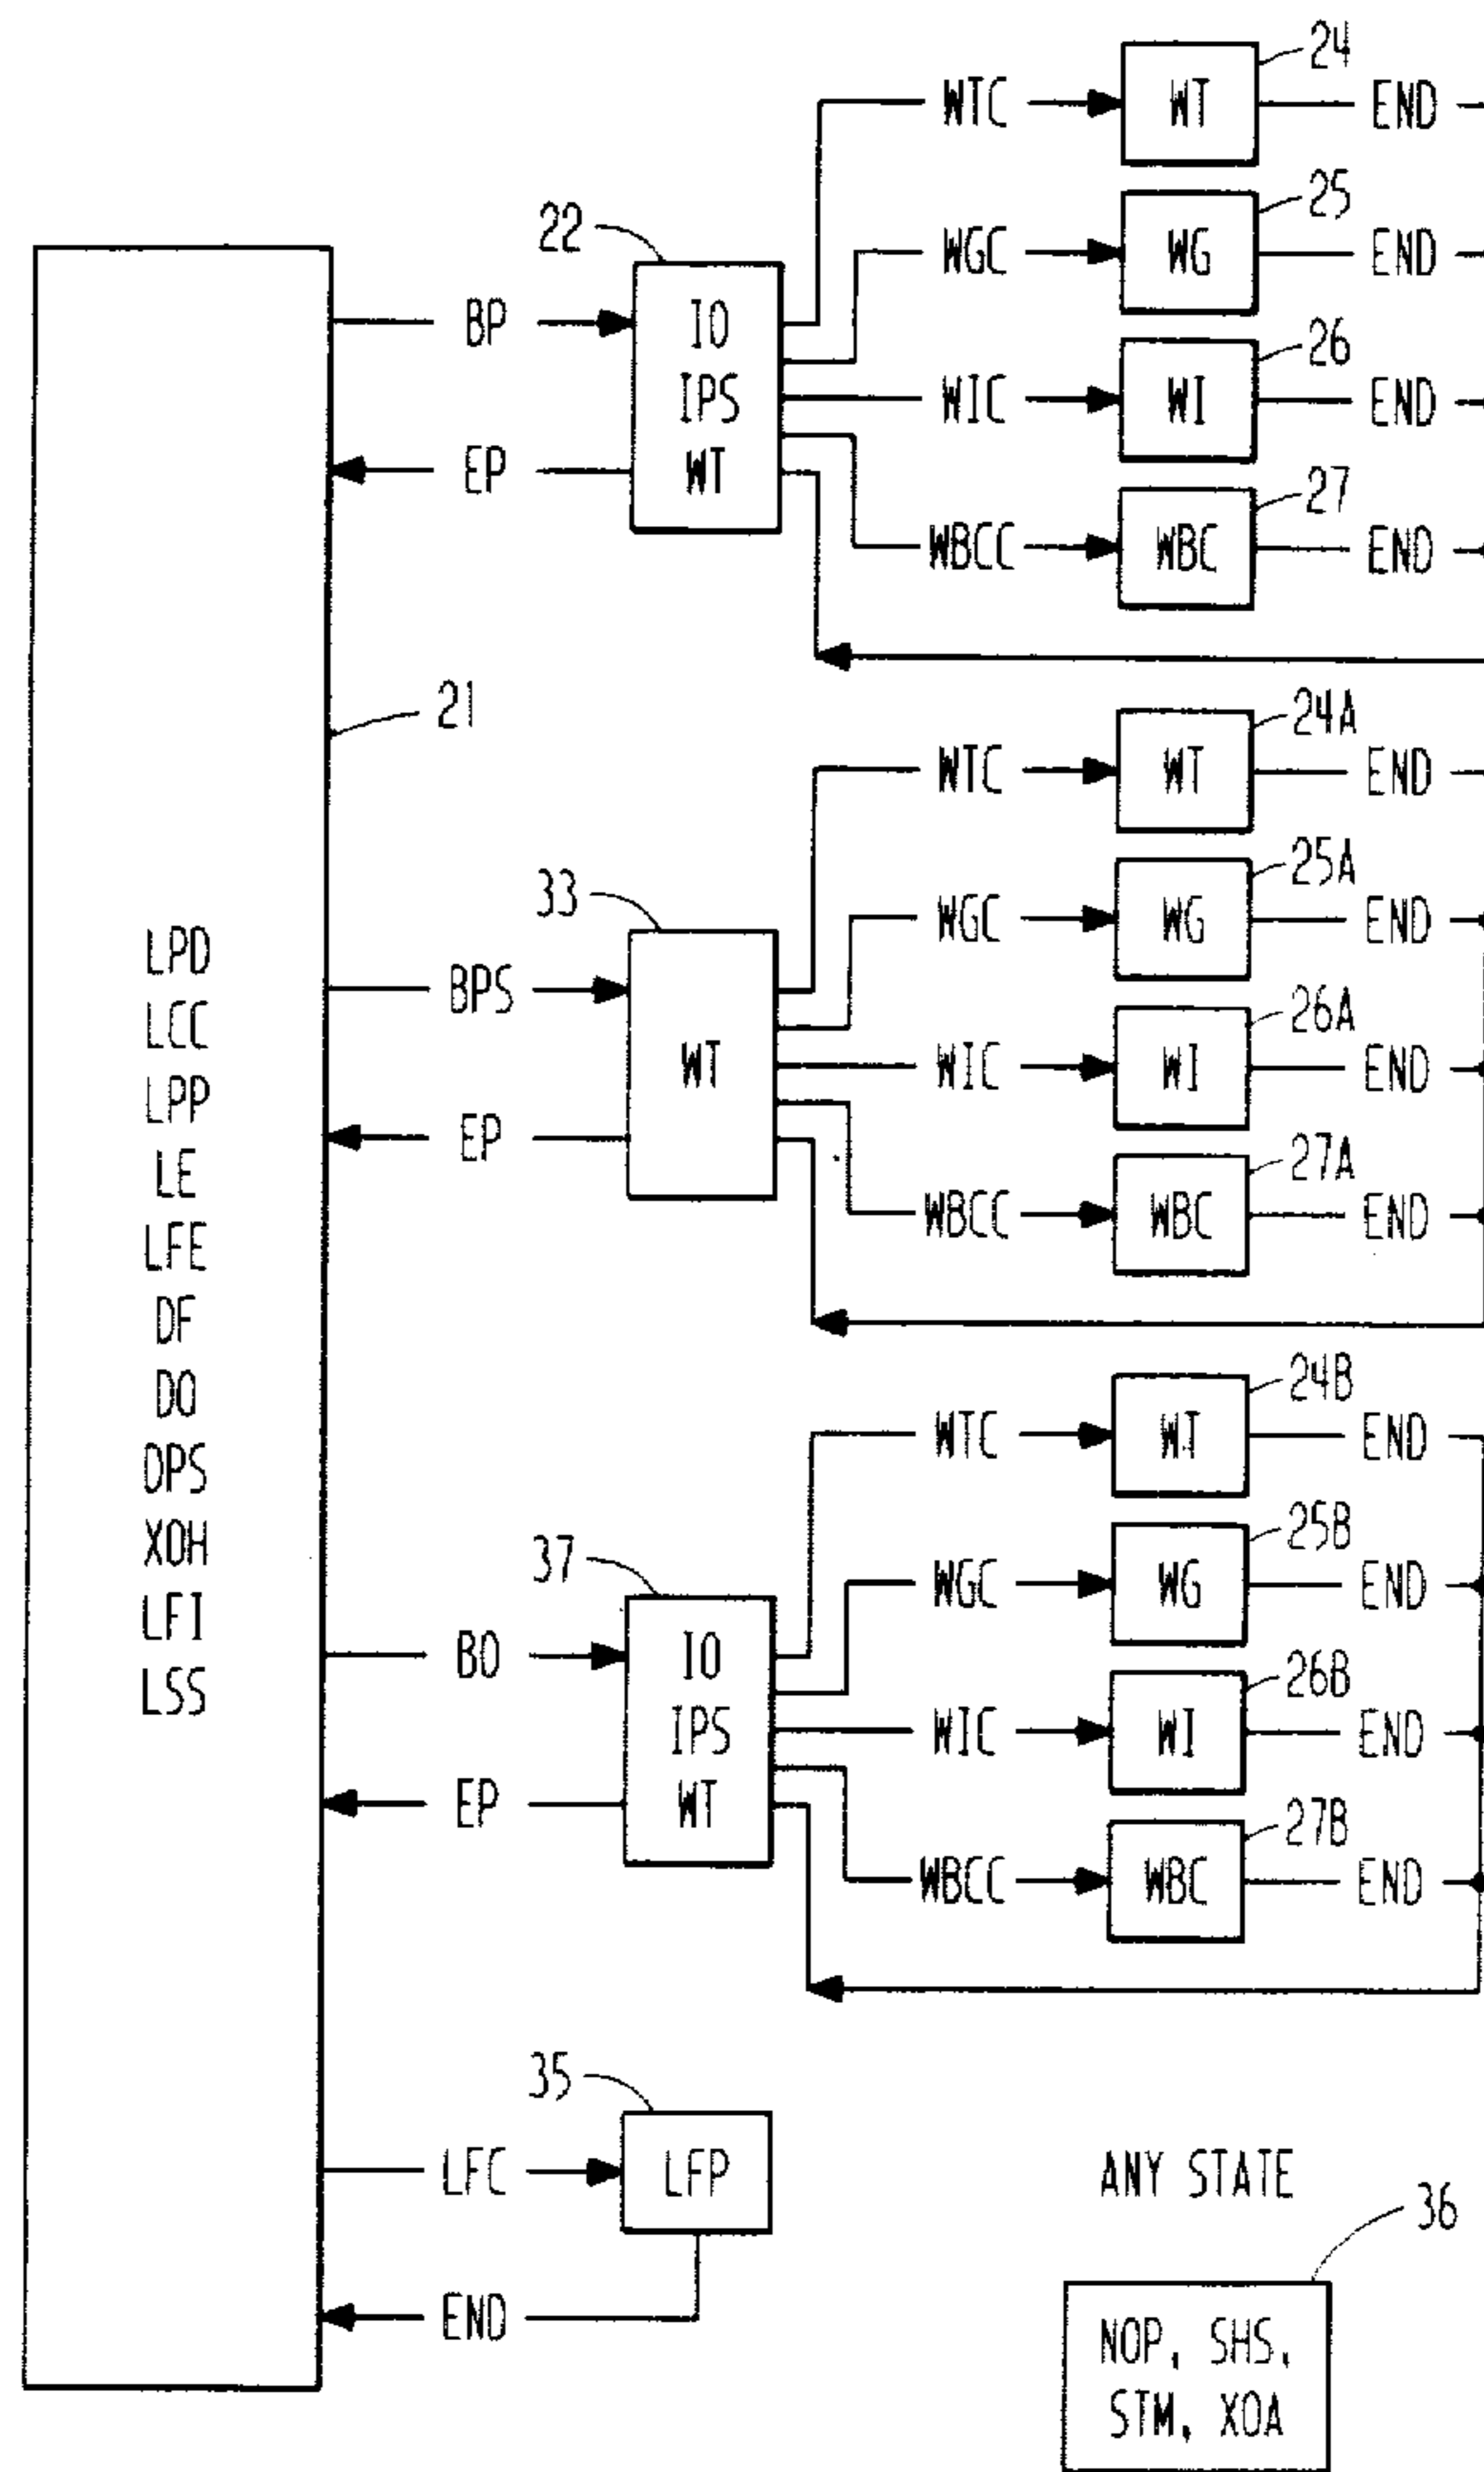 24
WTC
WT
END
25
22
WGC
WG
END
BP
IO
26
IPS
WIC
WI
END
EP
WT
27
WBCC
WBC
END
21
24A
WTC
WT
END
25A
33
WGC
WG
END
LPD
BPS
26A
LCC
WT
WIC
WI
END
LPP
EP
27A
LE
WBCC
WBC
END
LFE
DF
24B
DO
WTC
WT
END
DPS
25B
XOH
37
WGC
WG
END
LFI
BO
IO
26B
LSS
IPS
WIC
WI
END
EP
WT
27B
WBCC
WBC
END
35
LFC
LFP
ANY STATE
36
END
NOP, SHS,
STM, XOA